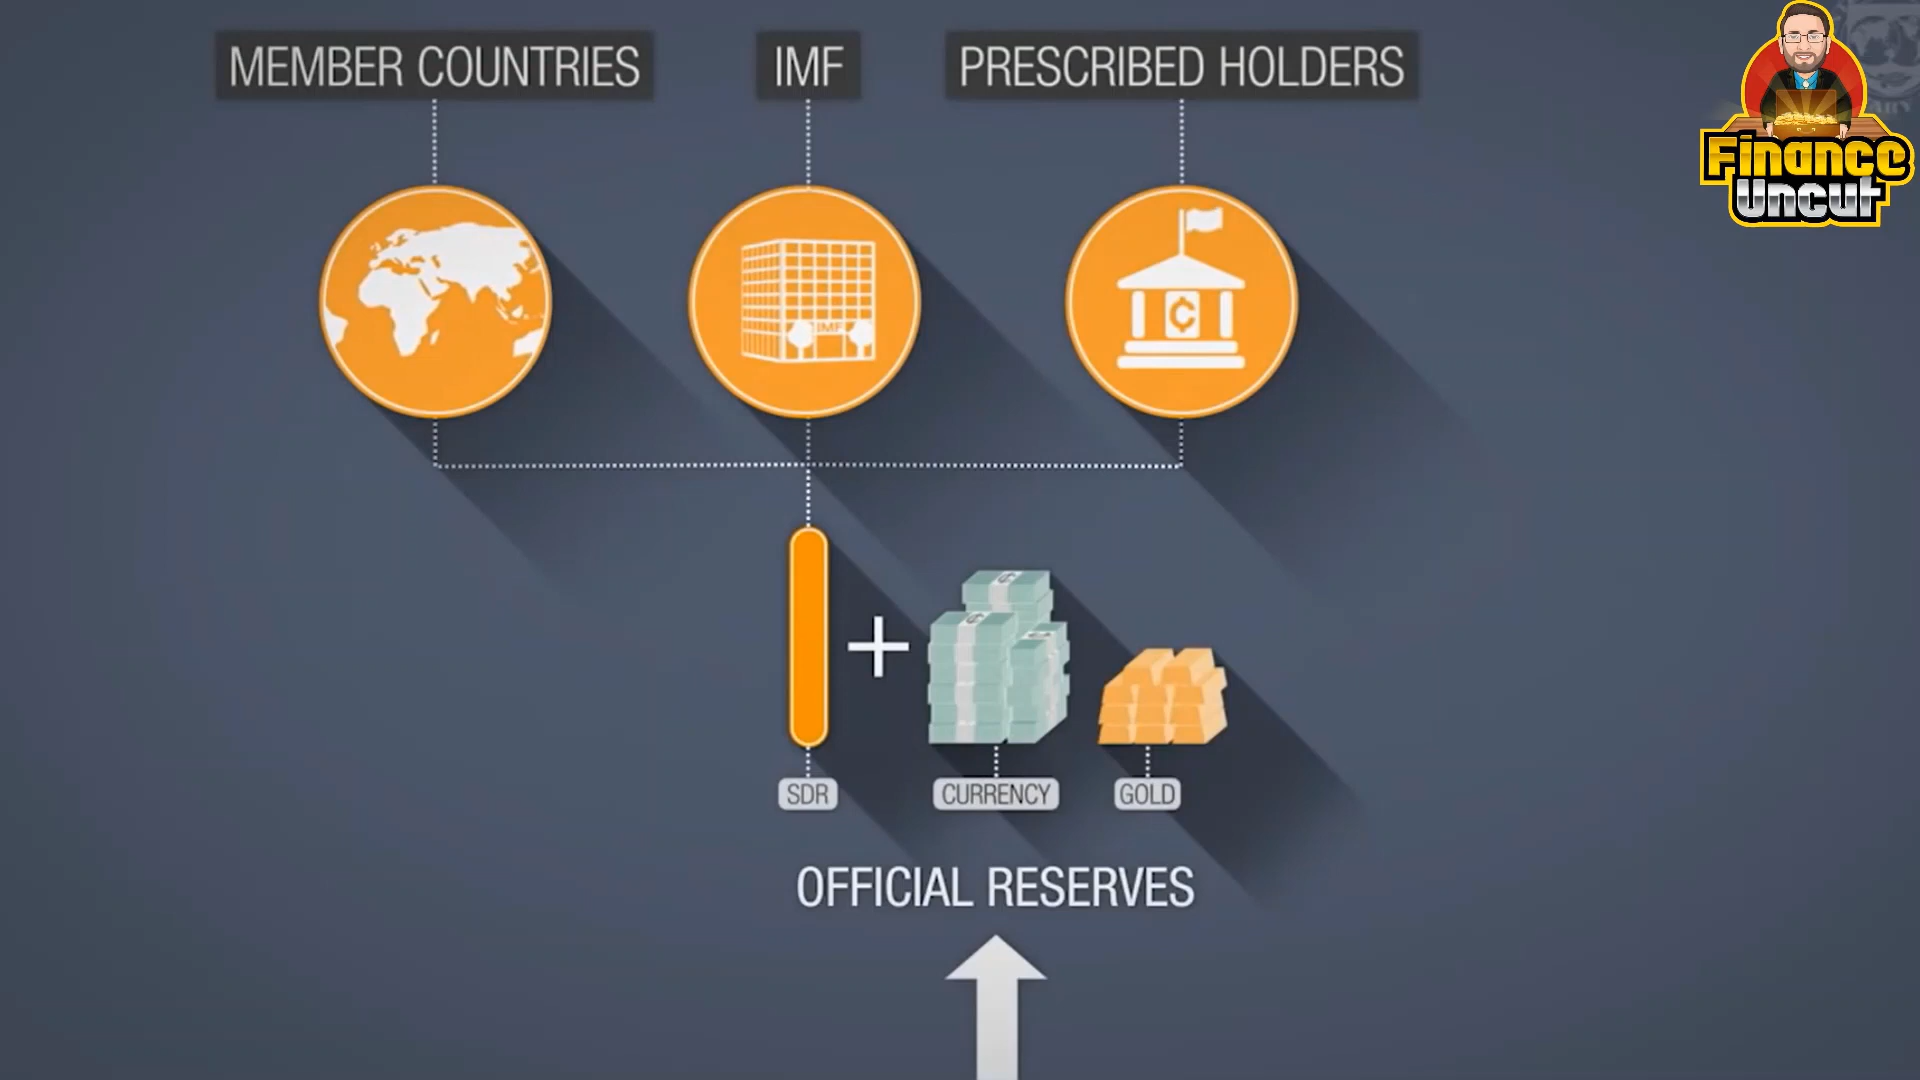 MEMBER COUNTRIES
IMF
PRESCRIBED HOLDERS
Finance
Uncut
IMF
¢
SDR
+
CURRENCY
GOLD
OFFICIAL RESERVES